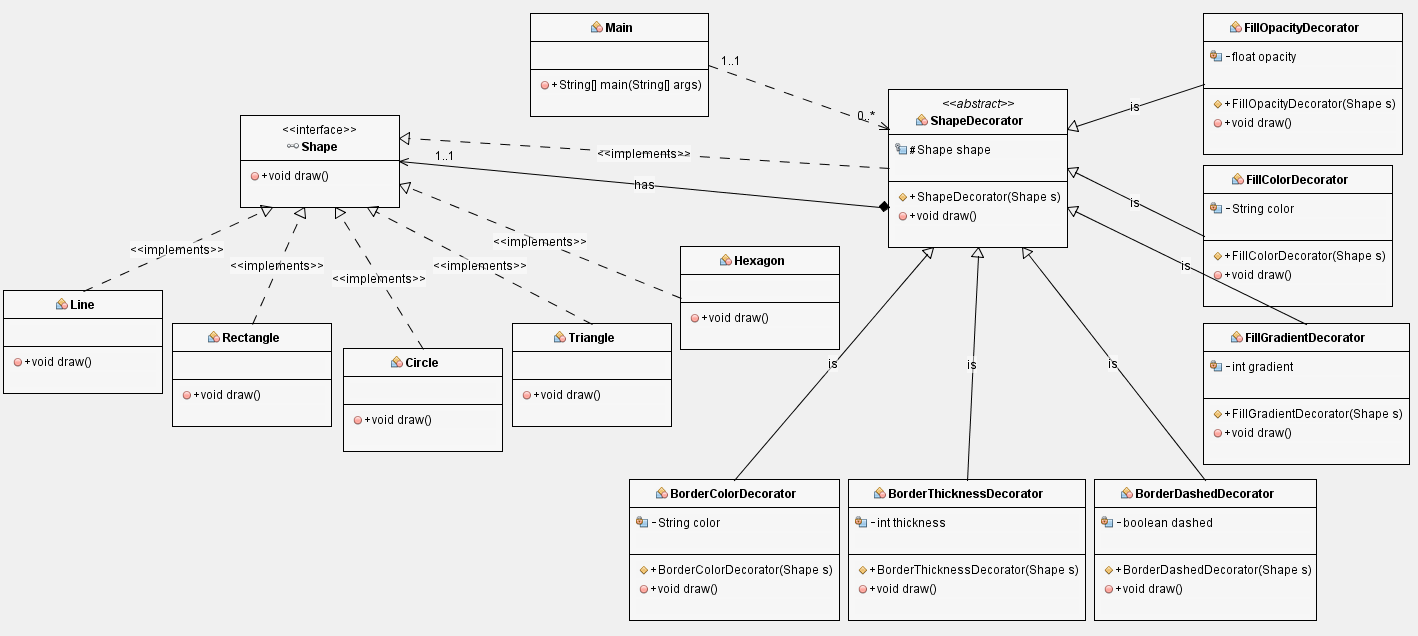 Main
+String[] main(String[] args)
1..1
0..*
<<interface>>
Shape
+void draw()
1..1
<<implements>>
has
<<abstract>>
ShapeDecorator
#Shape shape
+ShapeDecorator(Shape s)
+void draw()
FillOpacityDecorator
-float opacity
+FillOpacityDecorator(Shape s)
+void draw()
is
FillColorDecorator
-String color
+FillColorDecorator(Shape s)
+void draw()
is
is
FillGradientDecorator
-int gradient
+FillGradientDecorator(Shape s)
+void draw()
<<implements>>
<<implements>>
<<implements>>
<<implements>>
<<implements>>
Line
+void draw()
Rectangle
+void draw()
Circle
+void draw()
Triangle
+void draw()
Hexagon
+void draw()
is
is
is
BorderColorDecorator
-String color
+BorderColorDecorator(Shape s)
+void draw()
BorderThicknessDecorator
-int thickness
+BorderThicknessDecorator(Shape s)
+void draw()
BorderDashedDecorator
-boolean dashed
+BorderDashedDecorator(Shape s)
+void draw()